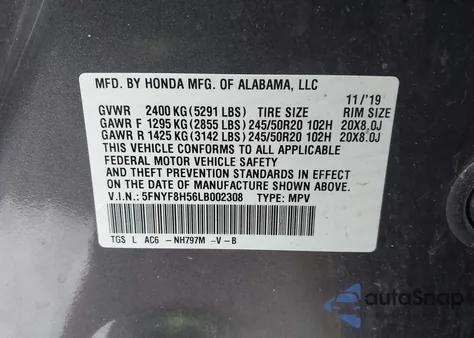 MFD. BY HONDA MFG. OF ALABAMA, LLC
11/'19
GVWR 2400 KG (5291 LBS) TIRE SIZE RIM SIZE
GAWR F 1295 KG (2855 LBS) 245/50R20 102H 20X8.0J
GAWR R 1425 KG (3142 LBS) 245/50R20 102H 20X8.0J
THIS VEHICLE CONFORMS TO ALL APPLICABLE
FEDERAL MOTOR VEHICLE SAFETY
AND THEFT PREVENTION STANDARDS IN EFFECT
ON THE DATE OF MANUFACTURE SHOWN ABOVE.
V.I.N.: 5FNYF8H56LB002308 TYPE: MPV
TGS L AC6 - NH797M -V - B
autoSnap